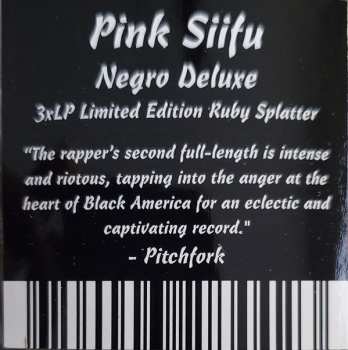 Pink Siifu
Negro Deluxe
3xLP Limited Edition Ruby Splatter
"The rapper's second full-length is intense
and riotous, tapping into the anger at the
heart of Black America for an eclectic and
captivating record."
- Pitchfork